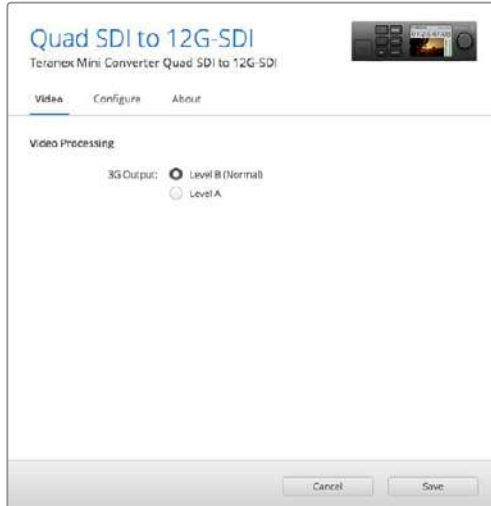 Quad SDI to 12G-SDI
Teranex Mini Converter Quad SDI to 12G-SDI
Video Configure About
Video Processing
3G Output: Level B (Normal)
Level A
Cancel Save